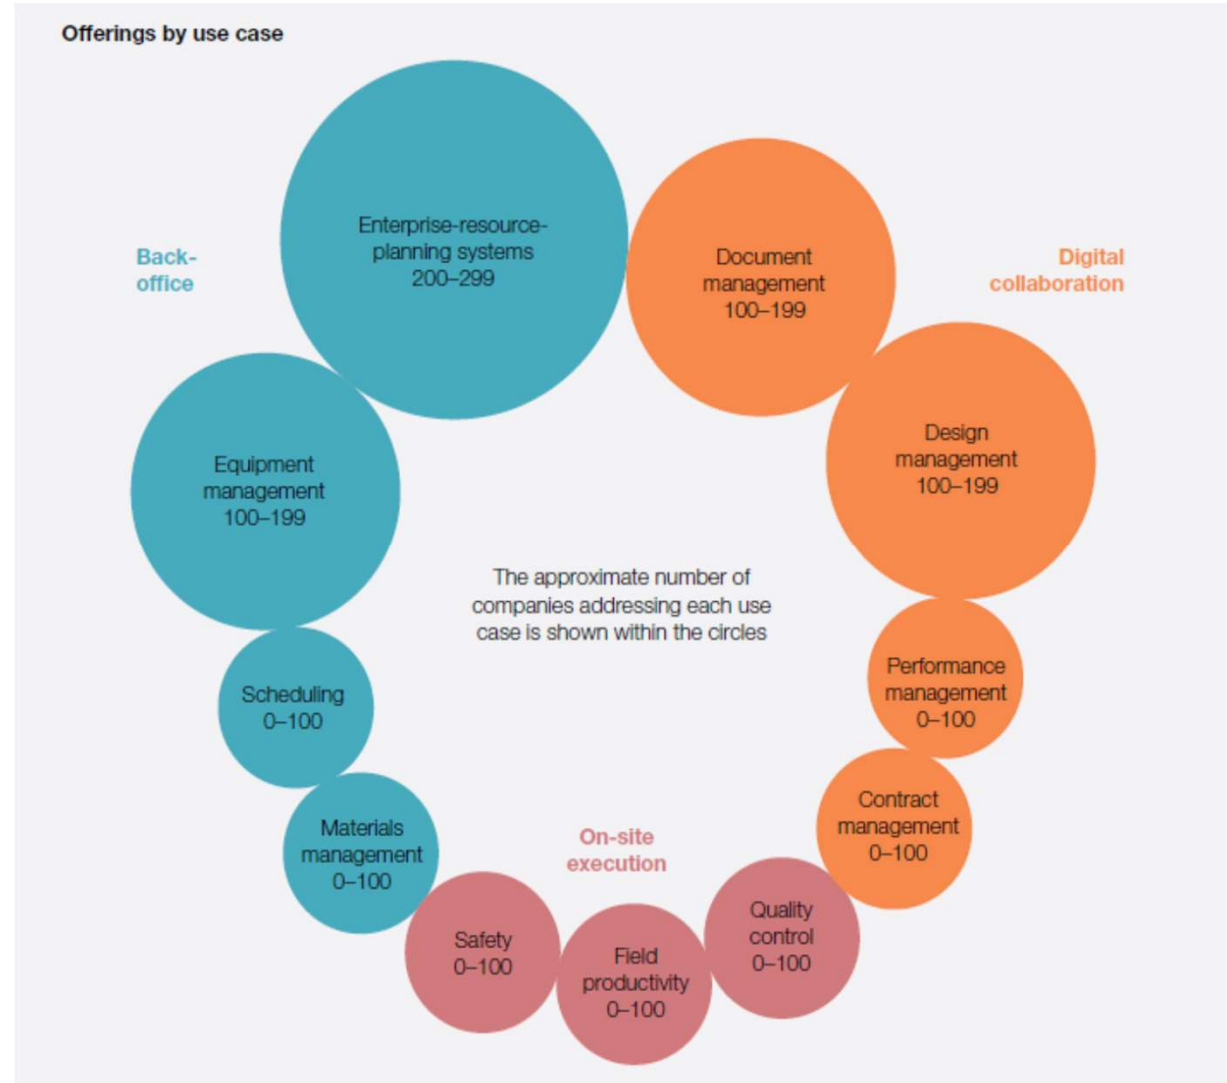 Offerings by use case
Enterprise-resource-
planning systems
200–299
Document
management
100–199
Back-
office
Digital
collaboration
Design
management
100–199
Equipment
management
100–199
The approximate number of
companies addressing each use
case is shown within the circles
Performance
management
0–100
Scheduling
0–100
Contract
management
0–100
Materials
management
0–100
On-site
execution
Quality
control
0–100
Safety
0–100
Field
productivity
0–100